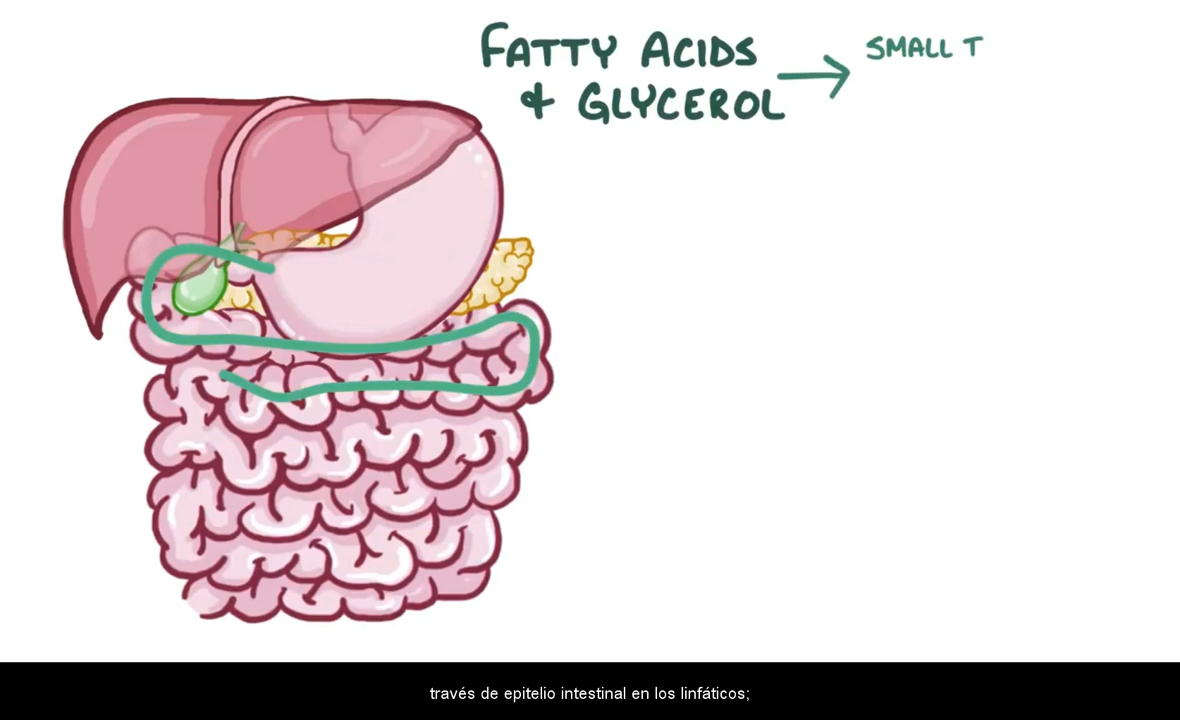 FATTY ACIDS
& GLYCEROL
SMALL T
través de epitelio intestinal en los linfáticos;